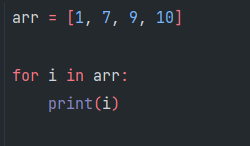 arr = [1, 7, 9, 10]
for i in arr:
    print(i)